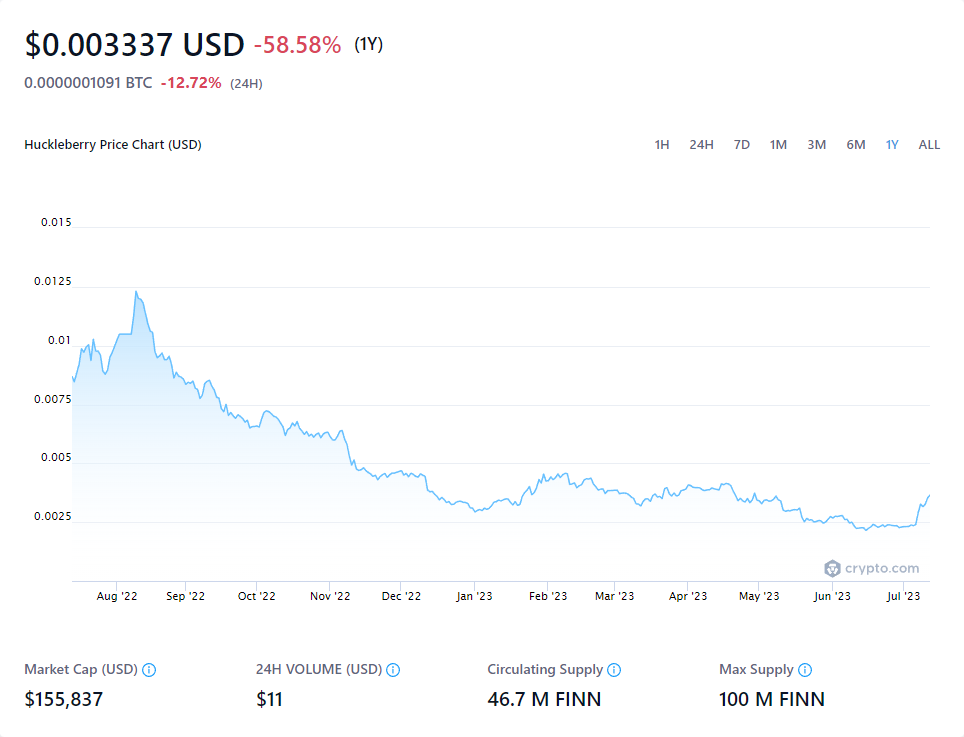 $0.003337 USD -58.58% (1Y)
0.0000001091 BTC -12.72% (24H)
Huckleberry Price Chart (USD) 1H 24H 7D 1M 3M 6M 1Y ALL
0.015
0.0125
0.01
0.0075
0.005
0.0025
crypto.com
Aug '22 Sep '22 Oct '22 Nov '22 Dec '22 Jan '23 Feb '23 Mar '23 Apr '23 May '23 Jun '23 Jul '23
Market Cap (USD) 24H VOLUME (USD) Circulating Supply Max Supply
$155,837 $11 46.7 M FINN 100 M FINN